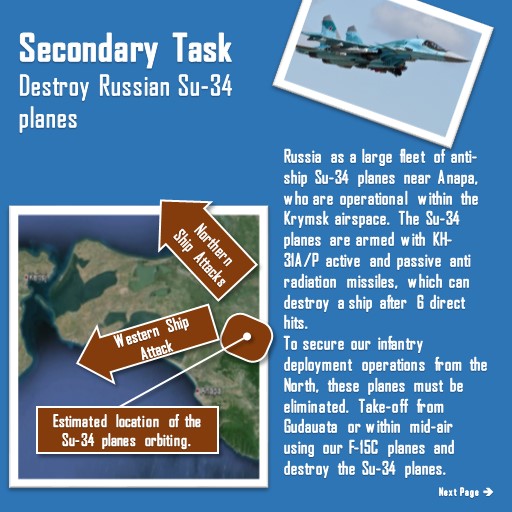 Secondary Task
Destroy Russian Su-34
planes
Russia as a large fleet of anti-
ship Su-34 planes near Anapa,
who are operational within the
Krymsk airspace. The Su-34
planes are armed with KH-
31A/P active and passive anti
radiation missiles, which can
destroy a ship after 6 direct
hits.
To secure our infantry
deployment operations from the
North, these planes must be
eliminated. Take-off from
Gudauata or within mid-air
using our F-15C planes and
destroy the Su-34 planes.
Northern
Ship Attacks
Western Ship
Attack
Estimated location of the
Su-34 planes orbiting.
Next Page →